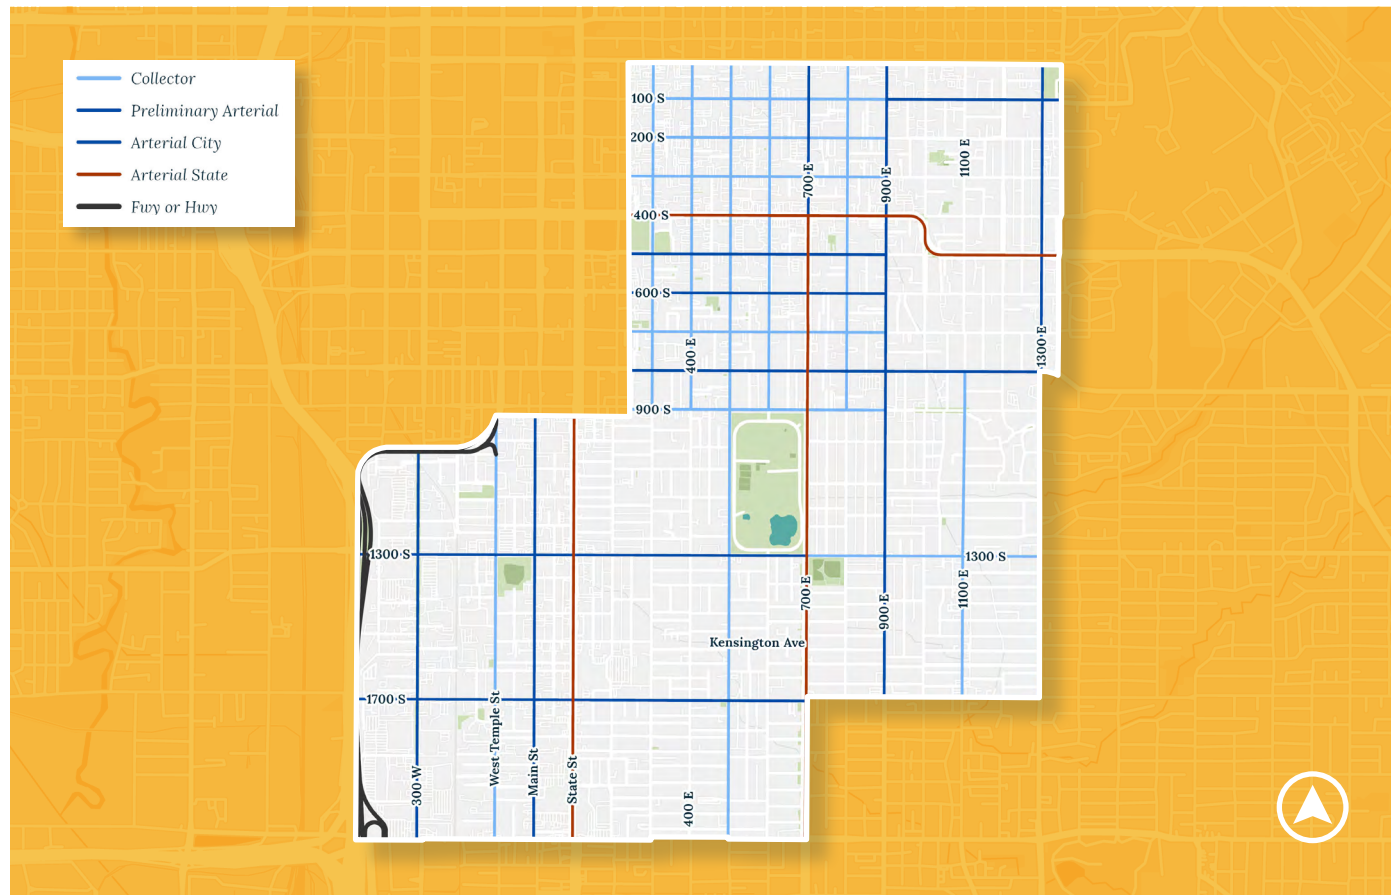 Collector
Preliminary Arterial
Arterial City
Arterial State
Fwy or Hwy
100 S
200 S
1100 E
700 E
900 E
400 S
600 S
400 E
1300 E
900 S
1300 S
1300 S
700 E
1100 E
900 E
Kensington Ave
1700 S
West Temple St
Main St
State St
300 W
400 E